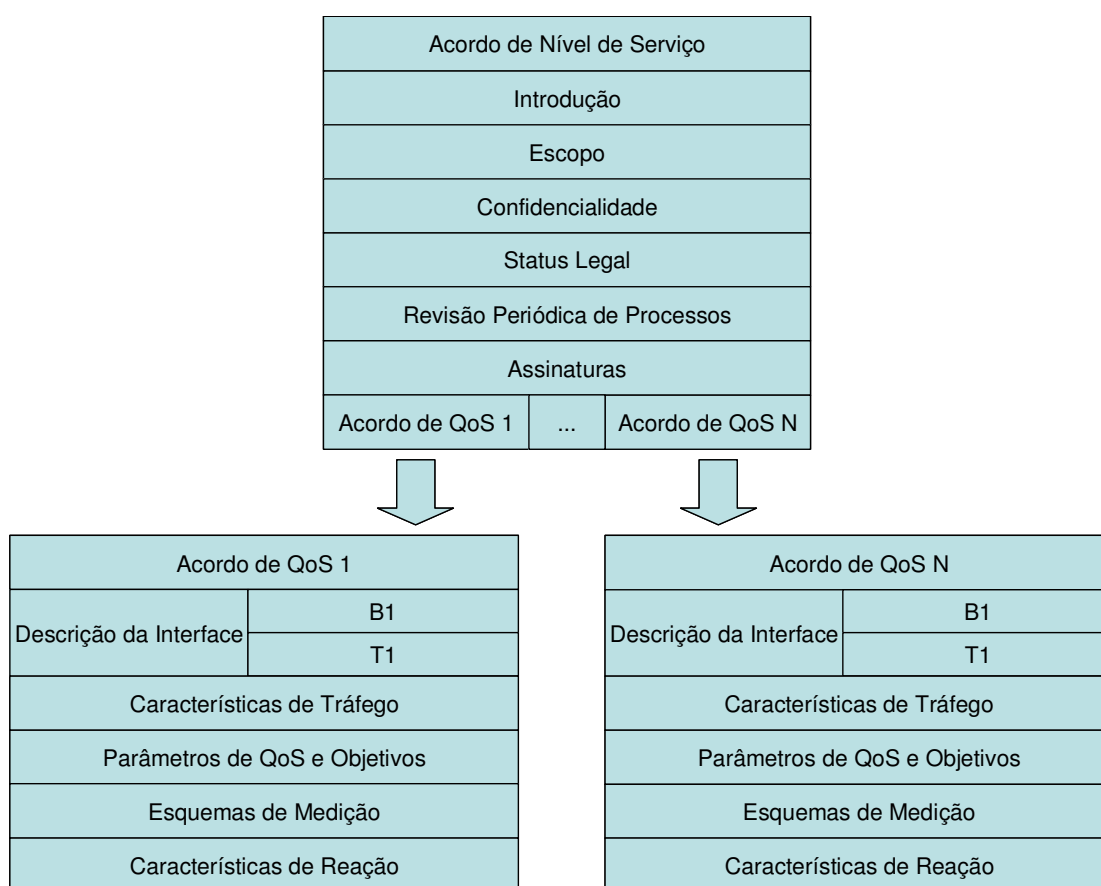 Acordo de Nível de Serviço
Introdução
Escopo
Confidencialidade
Status Legal
Revisão Periódica de Processos
Assinaturas
Acordo de QoS 1
...
Acordo de QoS N
Acordo de QoS 1
Descrição da Interface
B1
T1
Características de Tráfego
Parâmetros de QoS e Objetivos
Esquemas de Medição
Características de Reação
Acordo de QoS N
Descrição da Interface
B1
T1
Características de Tráfego
Parâmetros de QoS e Objetivos
Esquemas de Medição
Características de Reação